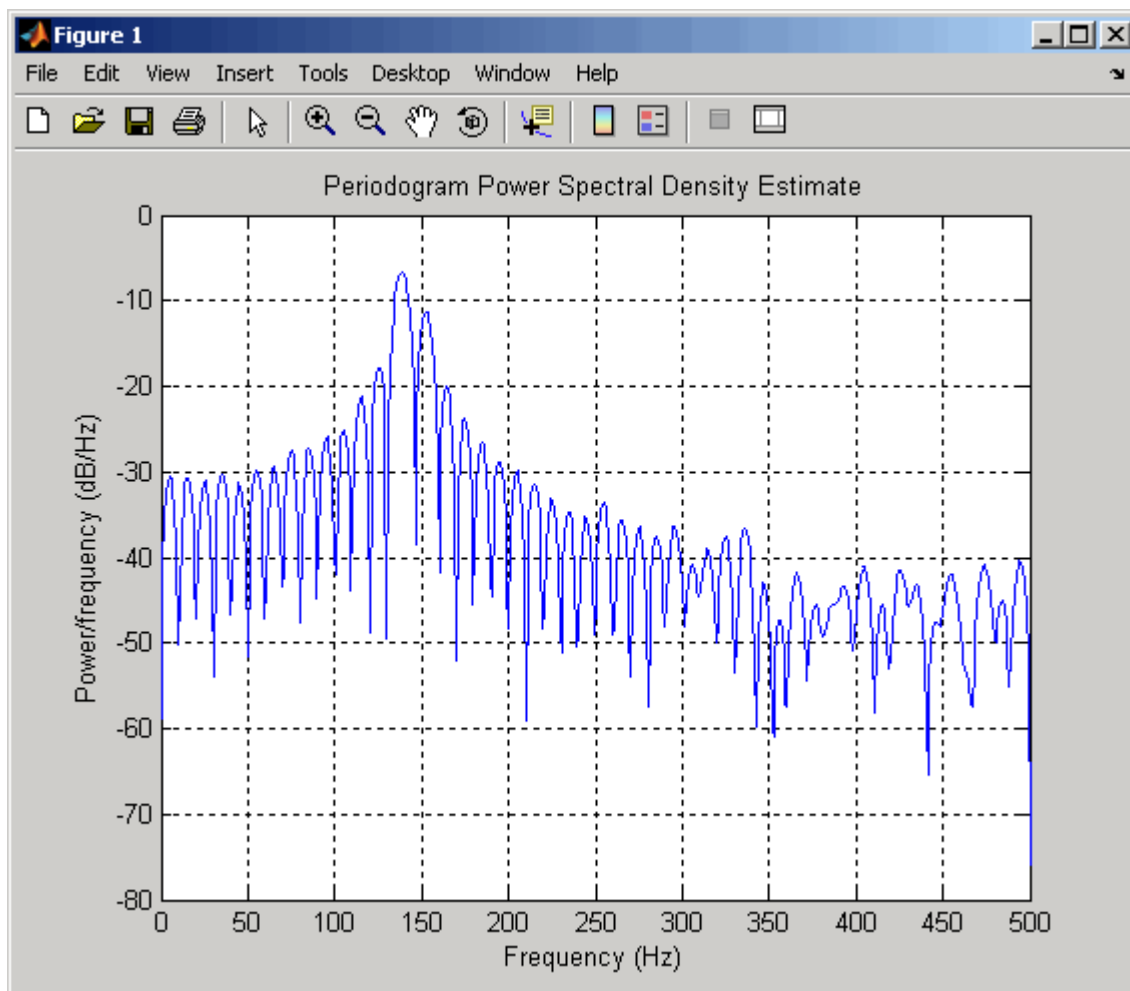 Figure 1
File Edit View Insert Tools Desktop Window Help
Periodogram Power Spectral Density Estimate
Power/frequency (dB/Hz)
0
-10
-20
-30
-40
-50
-60
-70
-80
0 50 100 150 200 250 300 350 400 450 500
Frequency (Hz)